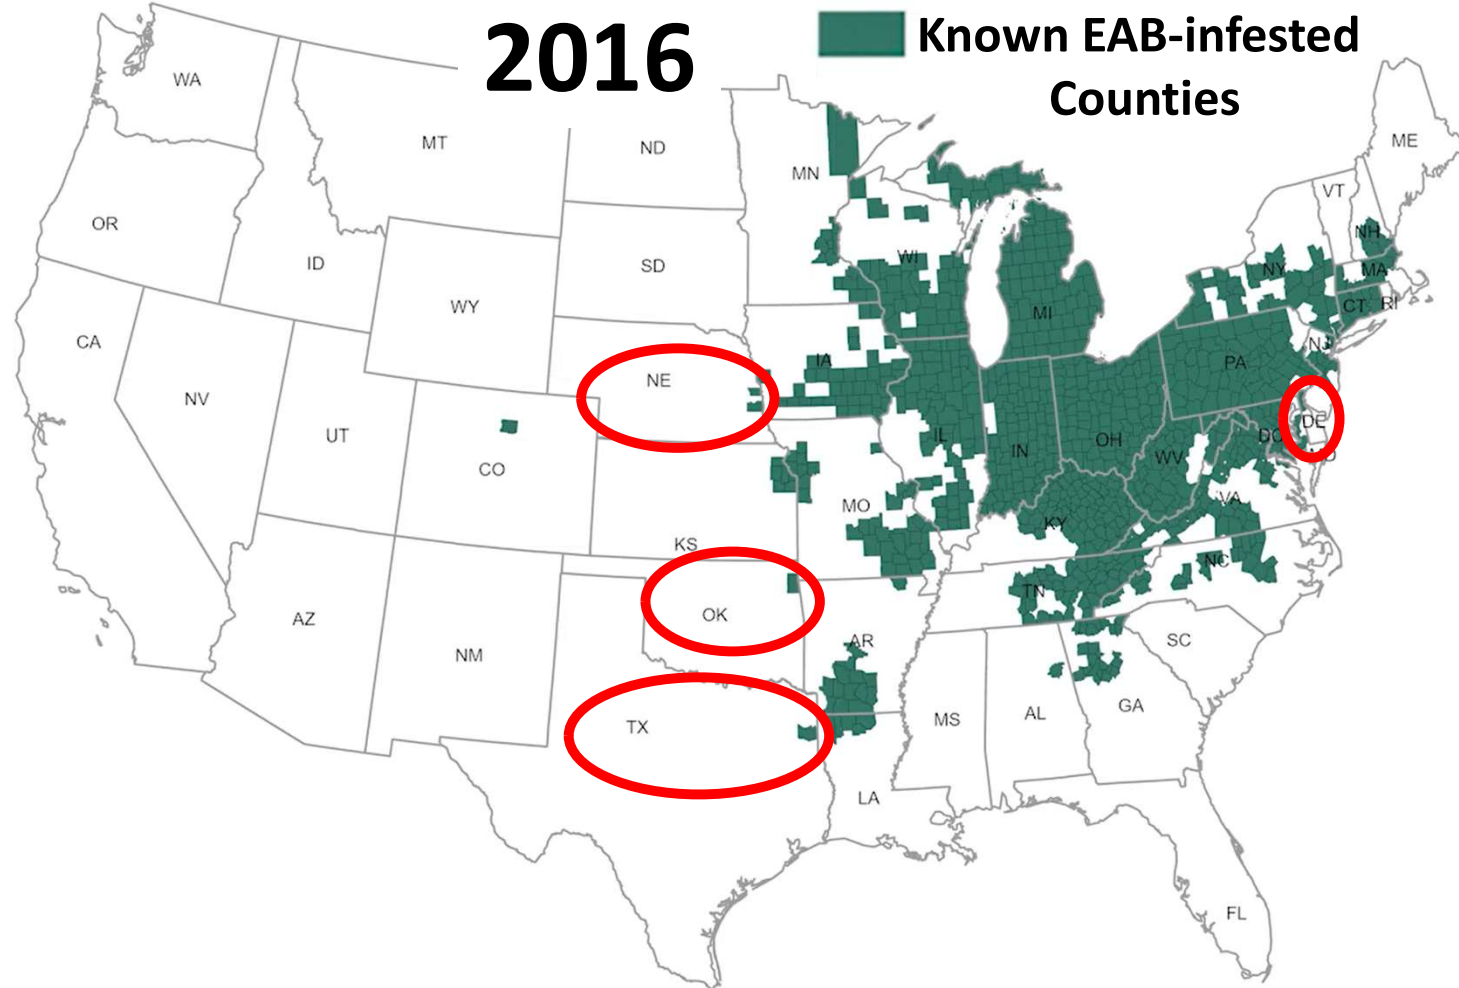 2016
Known EAB-infested
Counties
WA
MT
ND
MN
ME
VT
OR
ID
SD
WI
NH
NY
MA
WY
MI
CT
RI
CA
NE
IA
PA
NJ
NV
UT
CO
IL
IN
OH
WV
DC
DE
MO
KY
VA
KS
AZ
NM
OK
AR
TN
NC
SC
TX
MS
AL
GA
LA
FL